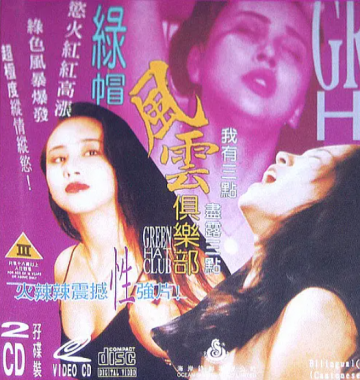 慾火紅紅高漲
綠色風暴爆發
超極度縱情縱慾！
綠帽
風雲
俱樂部
GREEN
HAT
CLUB
我有三點
盡露三點
GR
H
III
火辣辣震撼性強片！
2孖碟裝
CD
VIDEO CD
COMPACT
disc
DIGITAL VIDEO
Bilingual(
(Cantonese